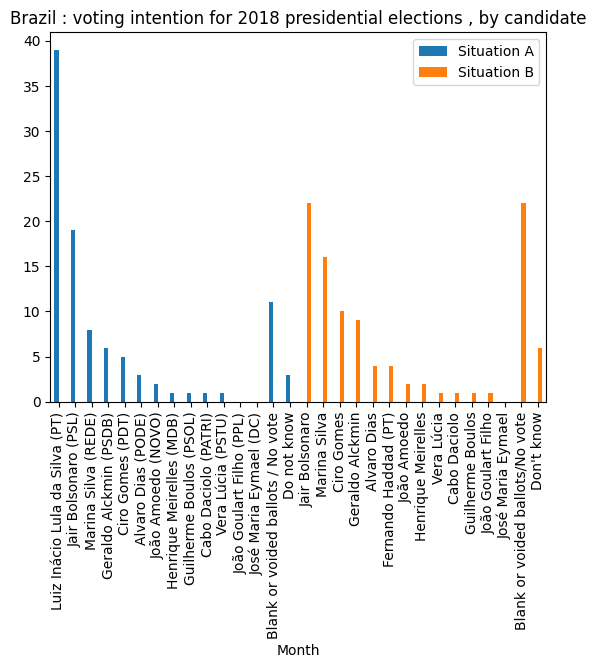 Brazil : voting intention for 2018 presidential elections , by candidate
Situation A
Situation B
40
35
30
25
20
15
10
5
0
Luiz Inácio Lula da Silva (PT)
Jair Bolsonaro (PSL)
Marina Silva (REDE)
Geraldo Alckmin (PSDB)
Ciro Gomes (PDT)
Alvaro Dias (PODE)
João Amoedo (NOVO)
Henrique Meirelles (MDB)
Guilherme Boulos (PSOL)
Cabo Daciolo (PATRI)
Vera Lúcia (PSTU)
João Goulart Filho (PPL)
José Maria Eymael (DC)
Blank or voided ballots / No vote
Do not know
Jair Bolsonaro
Marina Silva
Ciro Gomes
Geraldo Alckmin
Alvaro Dias
Fernando Haddad (PT)
João Amoedo
Henrique Meirelles
Vera Lúcia
Cabo Daciolo
Guilherme Boulos
João Goulart Filho
José Maria Eymael
Blank or voided ballots/No vote
Don't know
Month